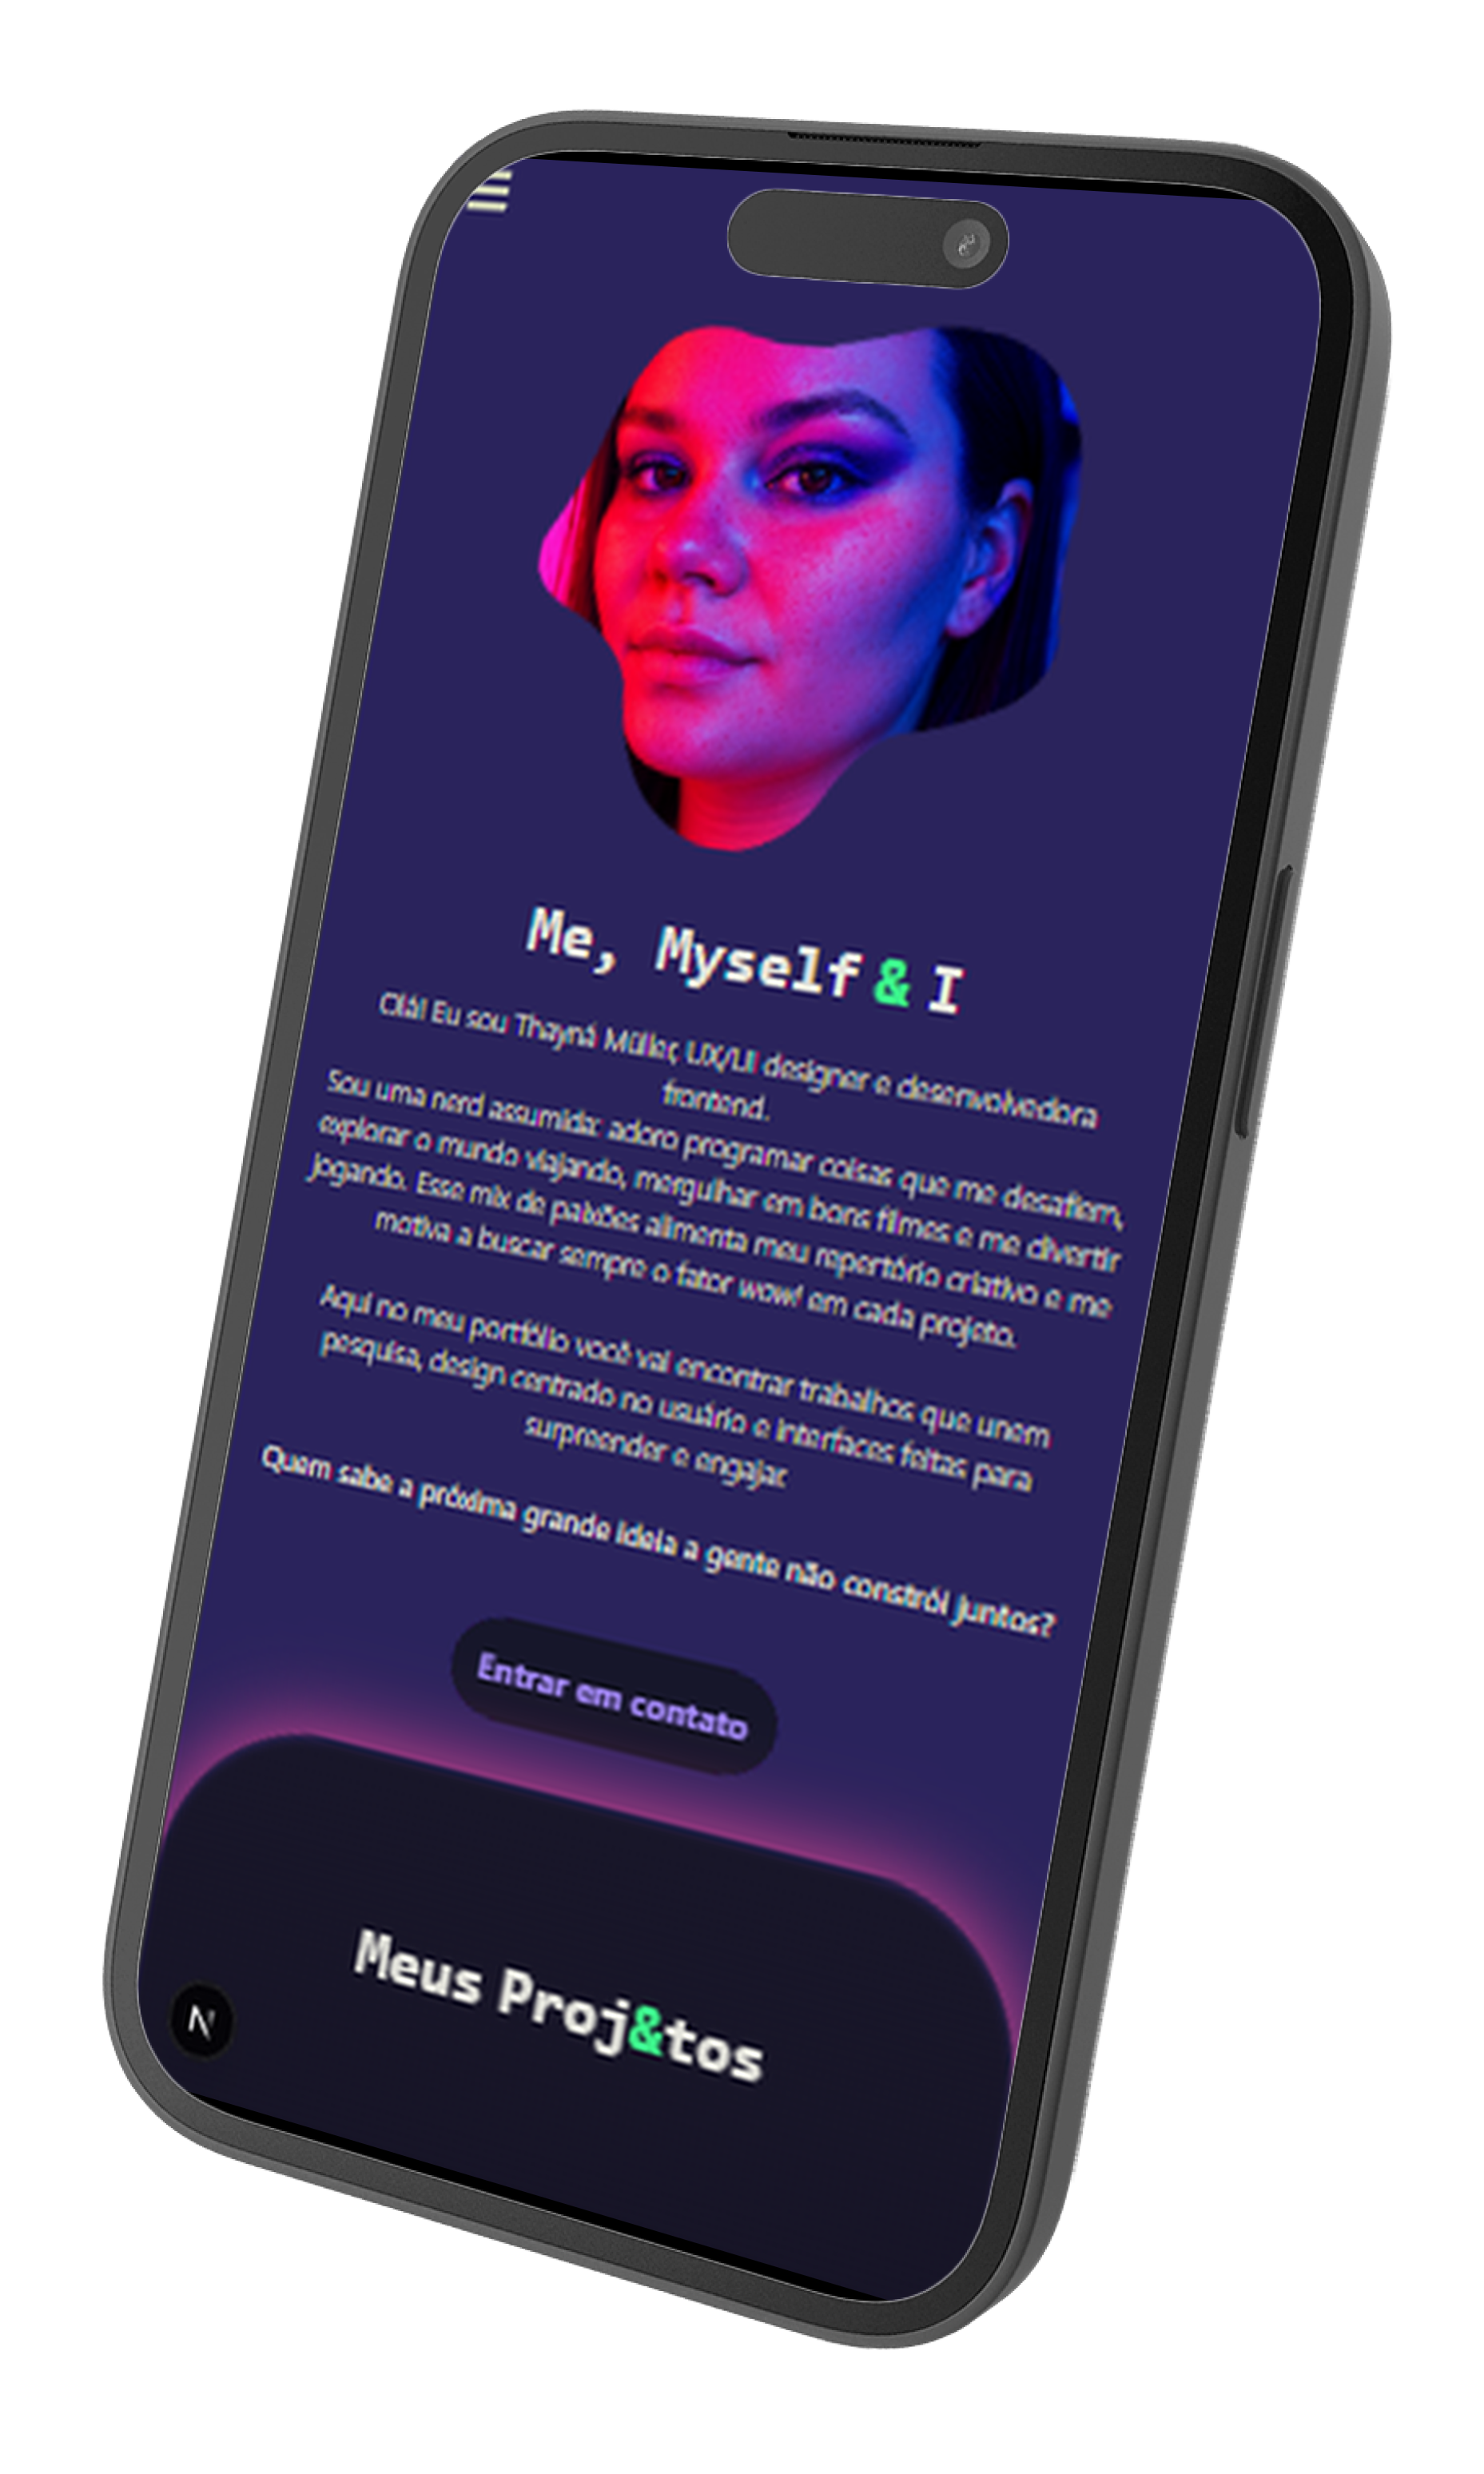 Me, Myself & I
Olá! Eu sou Thayná Müller, UX/UI designer e desenvolvedora
frontend.
Sou uma nerd assumida: adoro programar coisas que me desafiem,
explorar o mundo viajando, mergulhar em bons filmes e me divertir
jogando. Esse mix de paixões alimenta meu repertório criativo e me
motiva a buscar sempre o fator wow! em cada projeto.
Aqui no meu portfólio você vai encontrar trabalhos que unem
pesquisa, design centrado no usuário e interfaces feitas para
surpreender e engajar.
Quem sabe a próxima grande ideia a gente não constrói juntos?
Entrar em contato
Meus Proj&tos
N